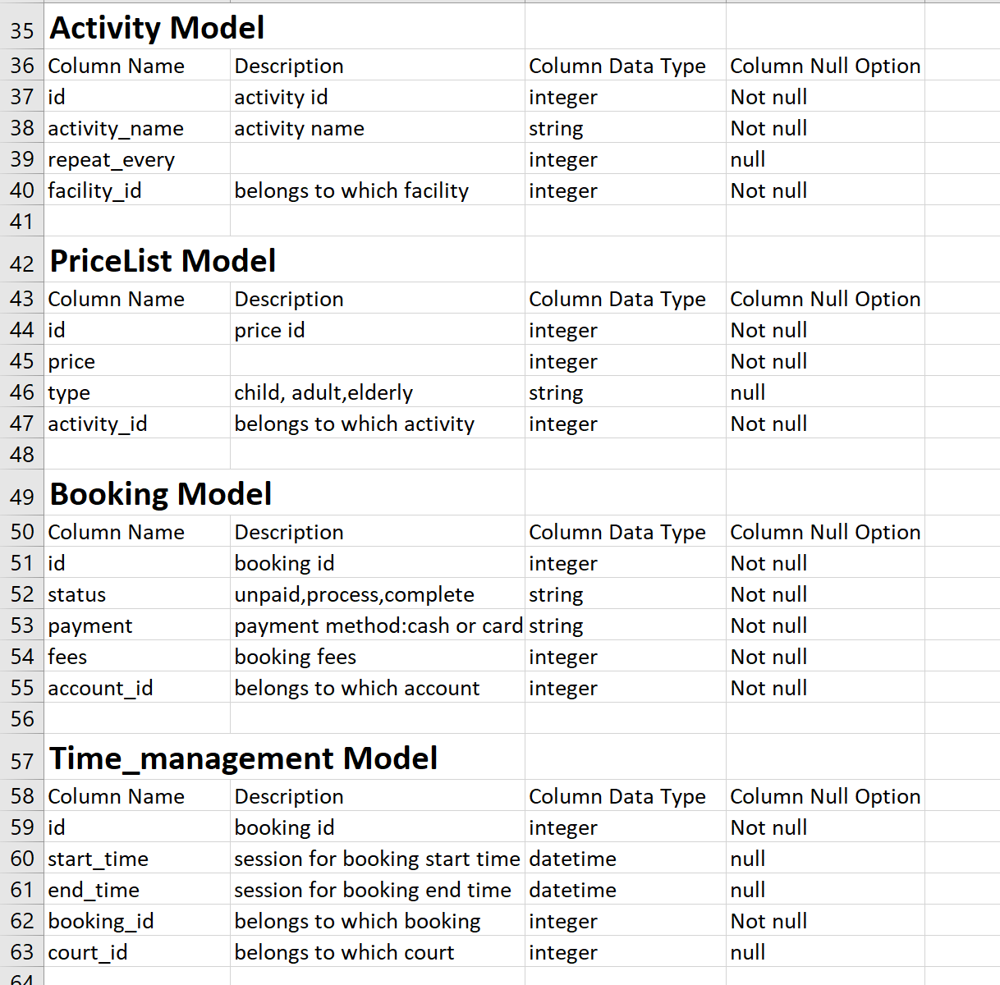 35 Activity Model
36 Column Name Description Column Data Type Column Null Option
37 id activity id integer Not null
38 activity_name activity name string Not null
39 repeat_every integer null
40 facility_id belongs to which facility integer Not null
41
42 PriceList Model
43 Column Name Description Column Data Type Column Null Option
44 id price id integer Not null
45 price integer Not null
46 type child, adult,elderly string null
47 activity_id belongs to which activity integer Not null
48
49 Booking Model
50 Column Name Description Column Data Type Column Null Option
51 id booking id integer Not null
52 status unpaid,process,complete string Not null
53 payment payment method:cash or card string Not null
54 fees booking fees integer Not null
55 account_id belongs to which account integer Not null
56
57 Time_management Model
58 Column Name Description Column Data Type Column Null Option
59 id booking id integer Not null
60 start_time session for booking start time datetime null
61 end_time session for booking end time datetime null
62 booking_id belongs to which booking integer Not null
63 court_id belongs to which court integer null
64